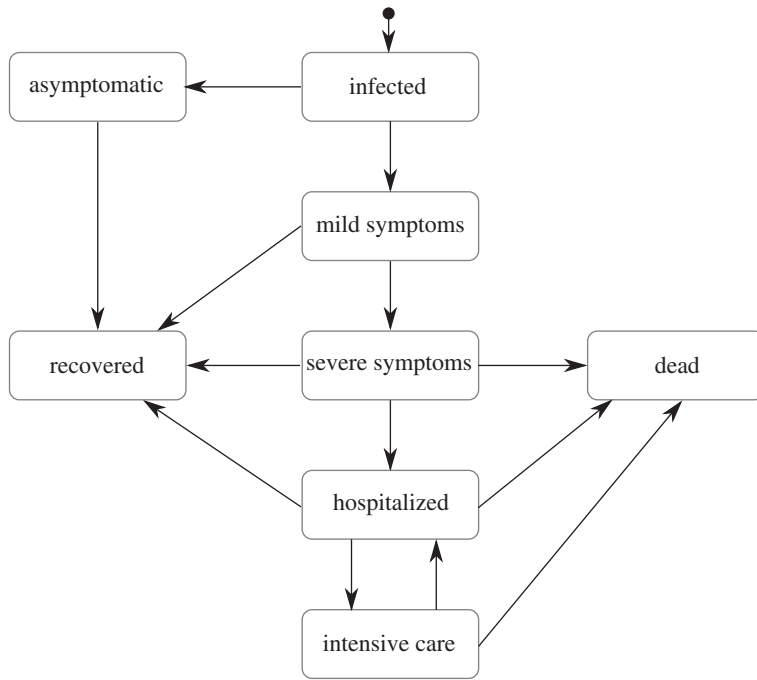 asymptomatic
infected
mild symptoms
recovered
severe symptoms
dead
hospitalized
intensive care